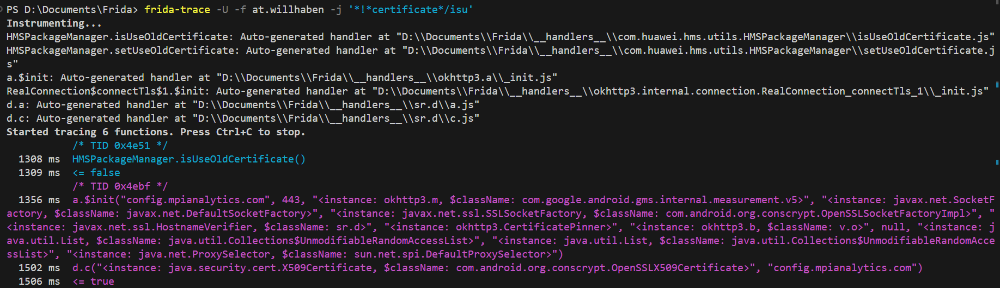 PS D:\Documents\Frida> frida-trace -U -f at.willhaben -j '*!*certificate*/isu'
Instrumenting...
HMSPackageManager.isUseOldCertificate: Auto-generated handler at "D:\\Documents\\Frida\\__handlers__\\com.huawei.hms.utils.HMSPackageManager\\isUseOldCertificate.js"
HMSPackageManager.setUseOldCertificate: Auto-generated handler at "D:\\Documents\\Frida\\__handlers__\\com.huawei.hms.utils.HMSPackageManager\\setUseOldCertificate.j
s"
a.$init: Auto-generated handler at "D:\\Documents\\Frida\\__handlers__\\okhttp3.a\\_init.js"
RealConnection$connectTls$1.$init: Auto-generated handler at "D:\\Documents\\Frida\\__handlers__\\okhttp3.internal.connection.RealConnection_connectTls_1\\_init.js"
d.a: Auto-generated handler at "D:\\Documents\\Frida\\__handlers__\\sr.d\\a.js"
d.c: Auto-generated handler at "D:\\Documents\\Frida\\__handlers__\\sr.d\\c.js"
Started tracing 6 functions. Press Ctrl+C to stop.
/* TID 0x4e51 */
1308 ms  HMSPackageManager.isUseOldCertificate()
1309 ms  <= false
/* TID 0x4ebf */
1356 ms  a.$init("config.mpianalytics.com", 443, "<instance: okhttp3.m, $className: com.google.android.gms.internal.measurement.v5>", "<instance: javax.net.SocketF
actory, $className: javax.net.DefaultSocketFactory>", "<instance: javax.net.ssl.SSLSocketFactory, $className: com.android.org.conscrypt.OpenSSLSocketFactoryImpl>", "
<instance: javax.net.ssl.HostnameVerifier, $className: sr.d>", "<instance: okhttp3.CertificatePinner>", "<instance: okhttp3.b, $className: v.o>", null, "<instance: j
ava.util.List, $className: java.util.Collections$UnmodifiableRandomAccessList>", "<instance: java.util.List, $className: java.util.Collections$UnmodifiableRandomAcce
ssList>", "<instance: java.net.ProxySelector, $className: sun.net.spi.DefaultProxySelector>")
1502 ms  d.c("<instance: java.security.cert.X509Certificate, $className: com.android.org.conscrypt.OpenSSLX509Certificate>", "config.mpianalytics.com")
1506 ms  <= true